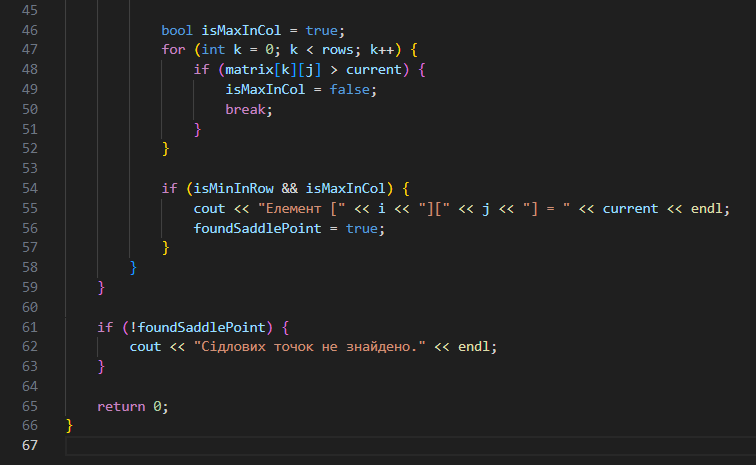 45
46 bool isMaxInCol = true;
47 for (int k = 0; k < rows; k++) {
48 if (matrix[k][j] > current) {
49 isMaxInCol = false;
50 break;
51 }
52 }
53
54 if (isMinInRow && isMaxInCol) {
55 cout << "Елемент [" << i << "][" << j << "] = " << current << endl;
56 foundSaddlePoint = true;
57 }
58 }
59 }
60
61 if (!foundSaddlePoint) {
62 cout << "Сідлових точок не знайдено." << endl;
63 }
64
65 return 0;
66 }
67